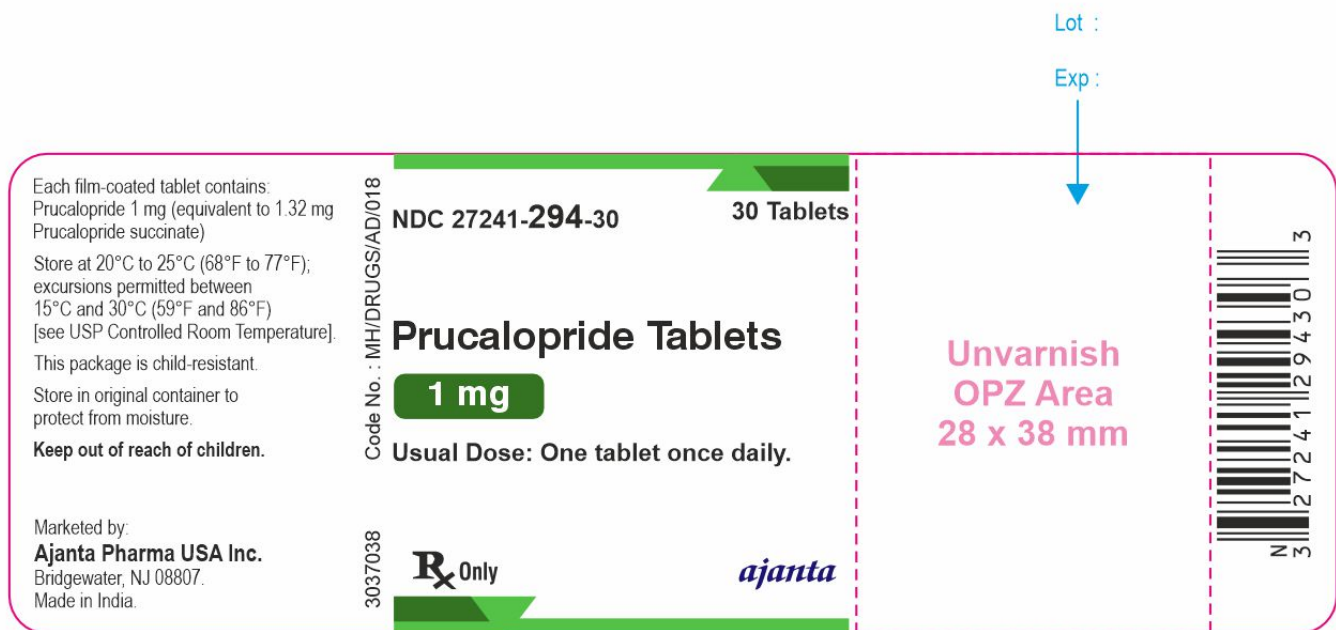 Lot :
Exp :
Each film-coated tablet contains:
Prucalopride 1 mg (equivalent to 1.32 mg
Prucalopride succinate)
Store at 20°C to 25°C (68°F to 77°F);
excursions permitted between
15°C and 30°C (59°F and 86°F)
[see USP Controlled Room Temperature].
This package is child-resistant.
Store in original container to
protect from moisture.
Keep out of reach of children.
Marketed by:
Ajanta Pharma USA Inc.
Bridgewater, NJ 08807.
Made in India.
Code No. : MH/DRUGS/AD/018
3037038
NDC 27241-294-30
30 Tablets
Prucalopride Tablets
1 mg
Usual Dose: One tablet once daily.
Rx Only
ajanta
Unvarnish
OPZ Area
28 x 38 mm
N
3 27241 29430 3